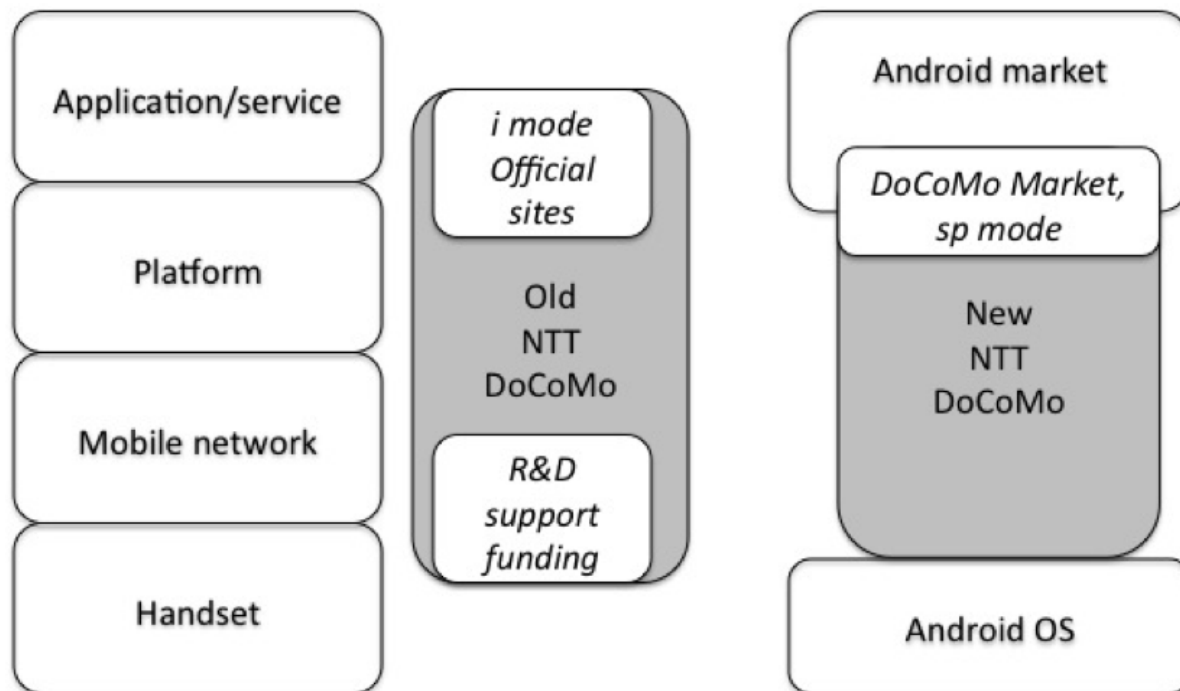 Application/service
Platform
Mobile network
Handset
i mode
Official
sites
Old
NTT
DoCoMo
R&D
support
funding
Android market
DoCoMo Market,
sp mode
New
NTT
DoCoMo
Android OS